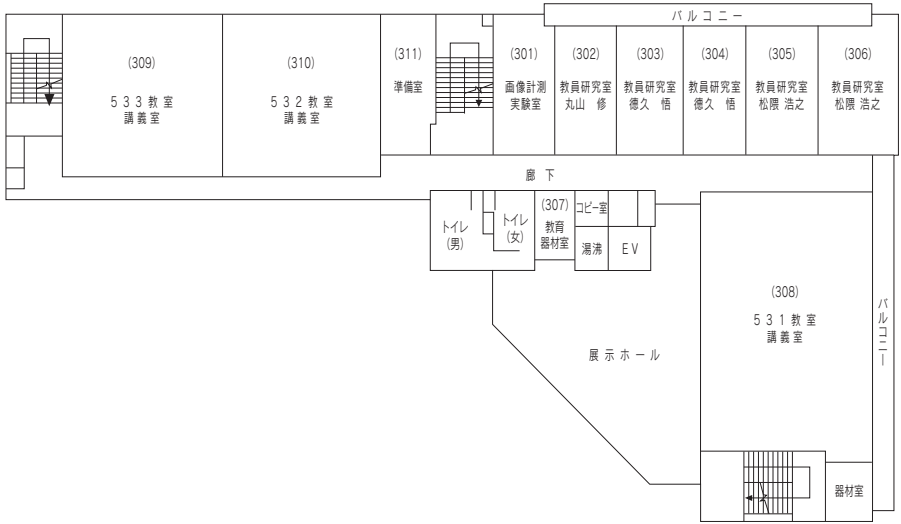 バルコニー
(309)
５３３教室
講義室
(310)
５３２教室
講義室
(311)
準備室
(301)
画像計測
実験室
(302)
教員研究室
丸山　修
(303)
教員研究室
德久　悟
(304)
教員研究室
德久　悟
(305)
教員研究室
松隈 浩之
(306)
教員研究室
松隈 浩之
廊下
トイレ
(男)
トイレ
(女)
(307)
教育
器材室
コピー室
湯沸
ＥＶ
(308)
５３１教室
講義室
バルコニー
展示ホール
器材室